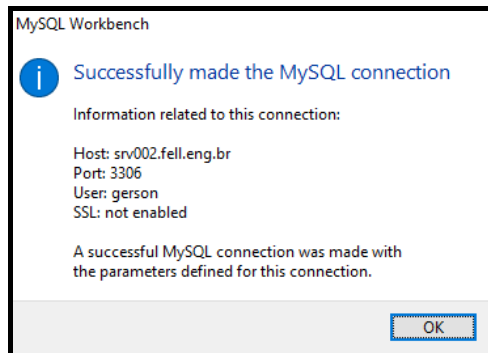 MySQL Workbench
Successfully made the MySQL connection
Information related to this connection:
Host: srv002.fell.eng.br
Port: 3306
User: gerson
SSL: not enabled
A successful MySQL connection was made with
the parameters defined for this connection.
OK